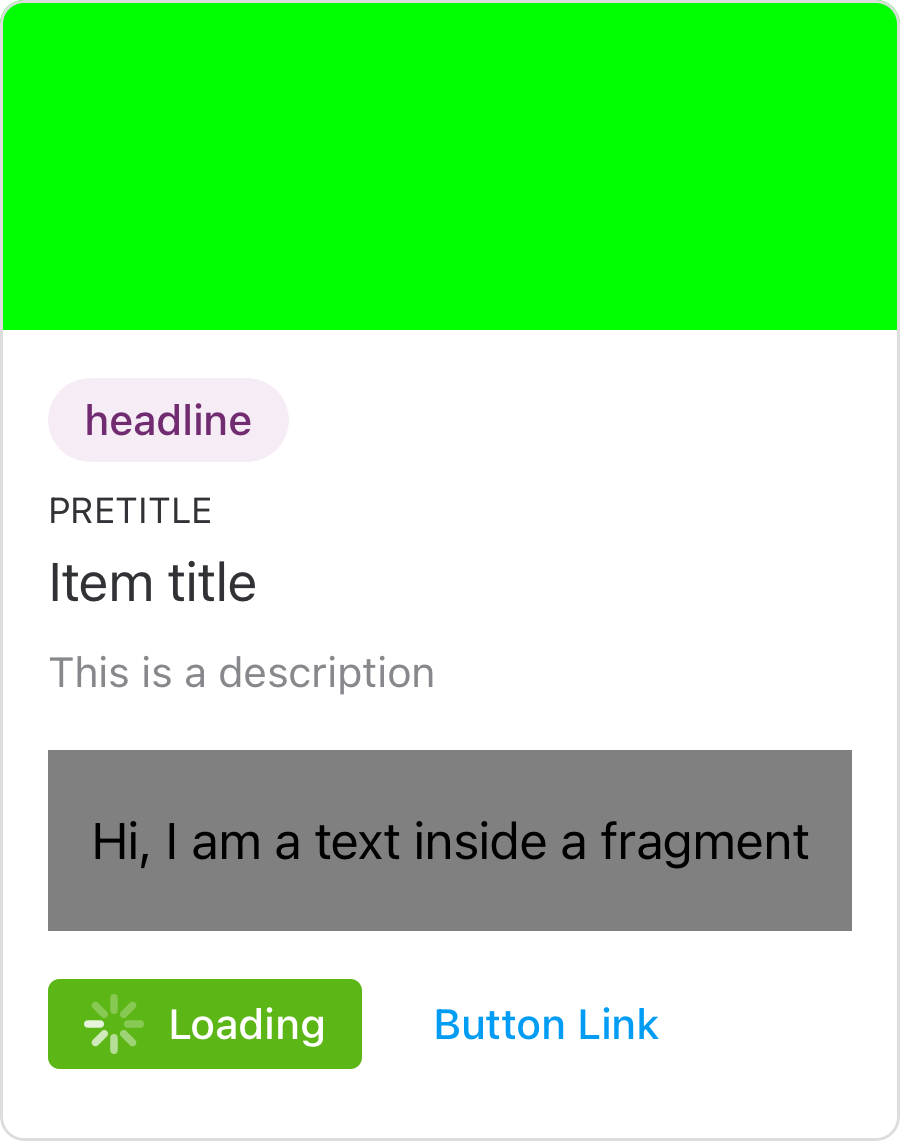 headline
PRETITLE
Item title
This is a description
Hi, I am a text inside a fragment
Loading
Button Link